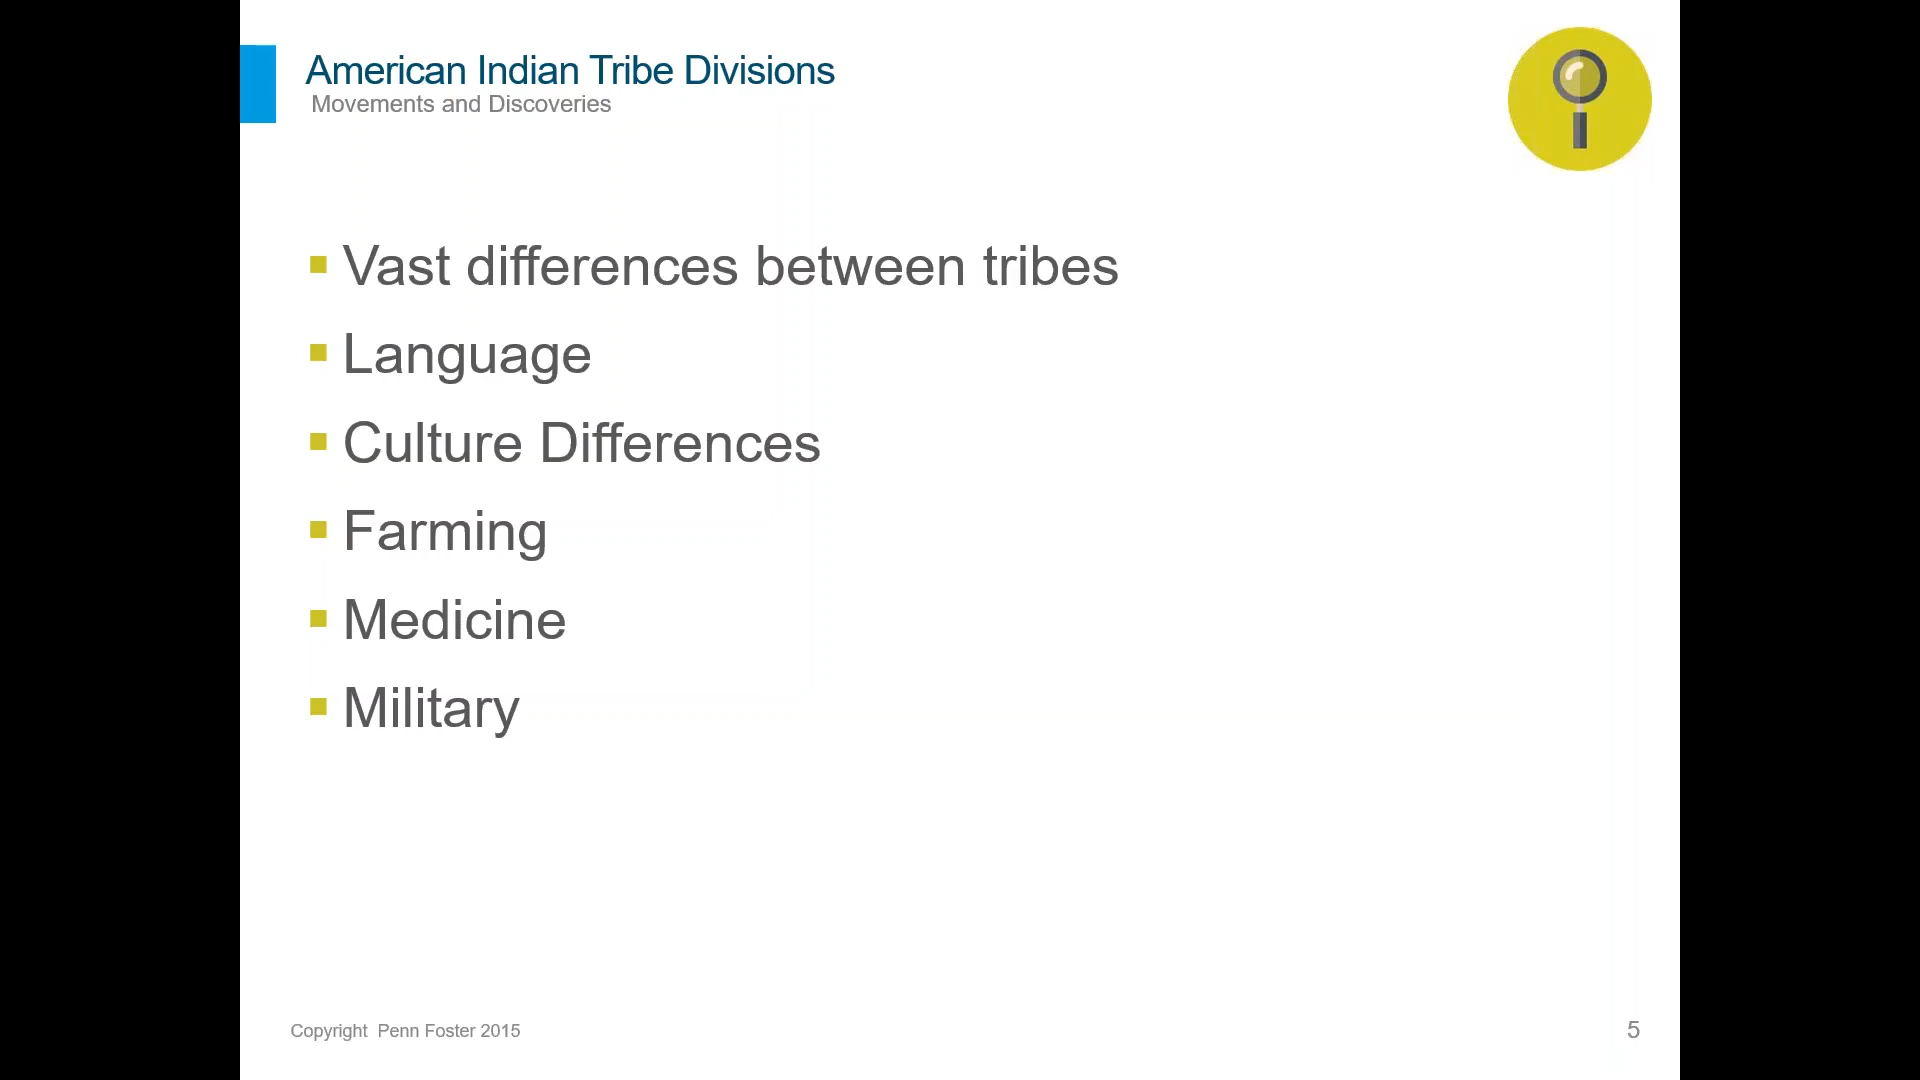 American Indian Tribe Divisions
Movements and Discoveries
Vast differences between tribes
Language
Culture Differences
Farming
Medicine
Military
Copyright Penn Foster 2015
5